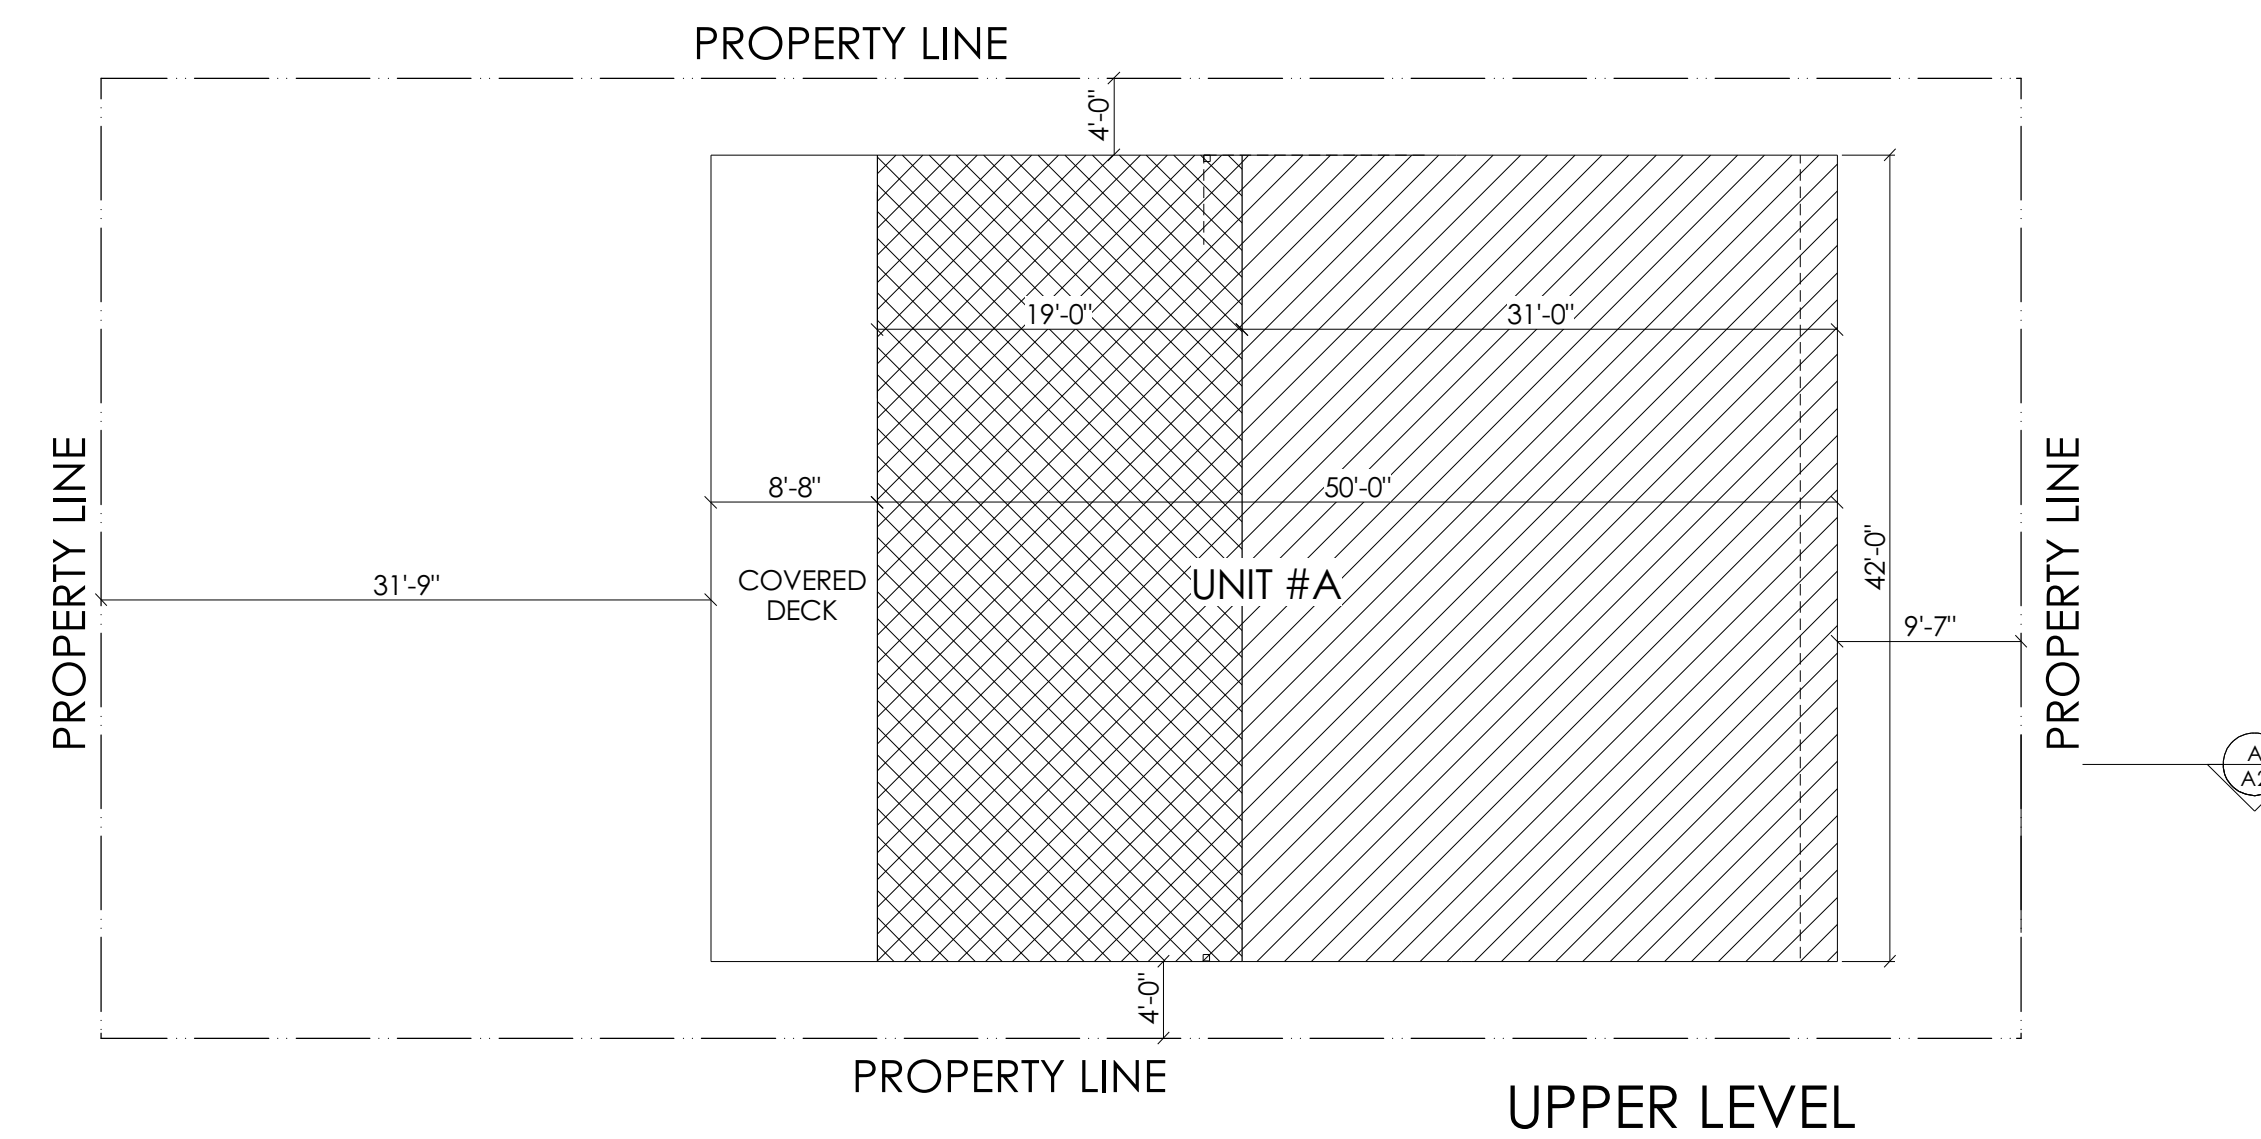 PROPERTY LINE
4'-0"
19'-0"
31'-0"
8'-8"
50'-0"
UNIT #A
COVERED
DECK
31'-9"
42'-0"
9'-7"
PROPERTY LINE
PROPERTY LINE
4'-0"
PROPERTY LINE
UPPER LEVEL